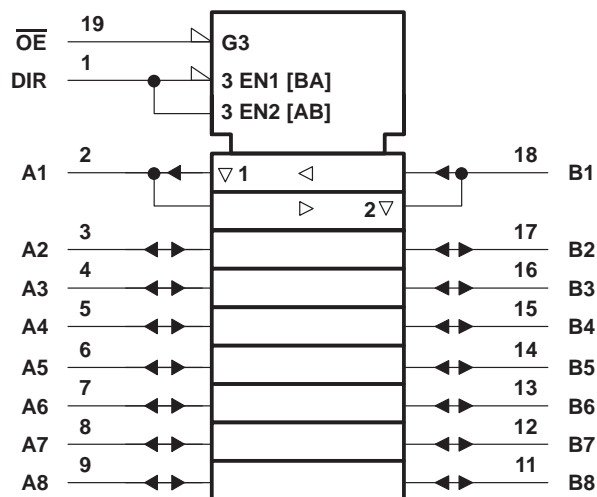 OE 19 G3
DIR 1 3 EN1 [BA]
3 EN2 [AB]
A1 2 ▽ 1 ◁ 18 B1
▷ 2 ▽
A2 3 17 B2
A3 4 16 B3
A4 5 15 B4
A5 6 14 B5
A6 7 13 B6
A7 8 12 B7
A8 9 11 B8